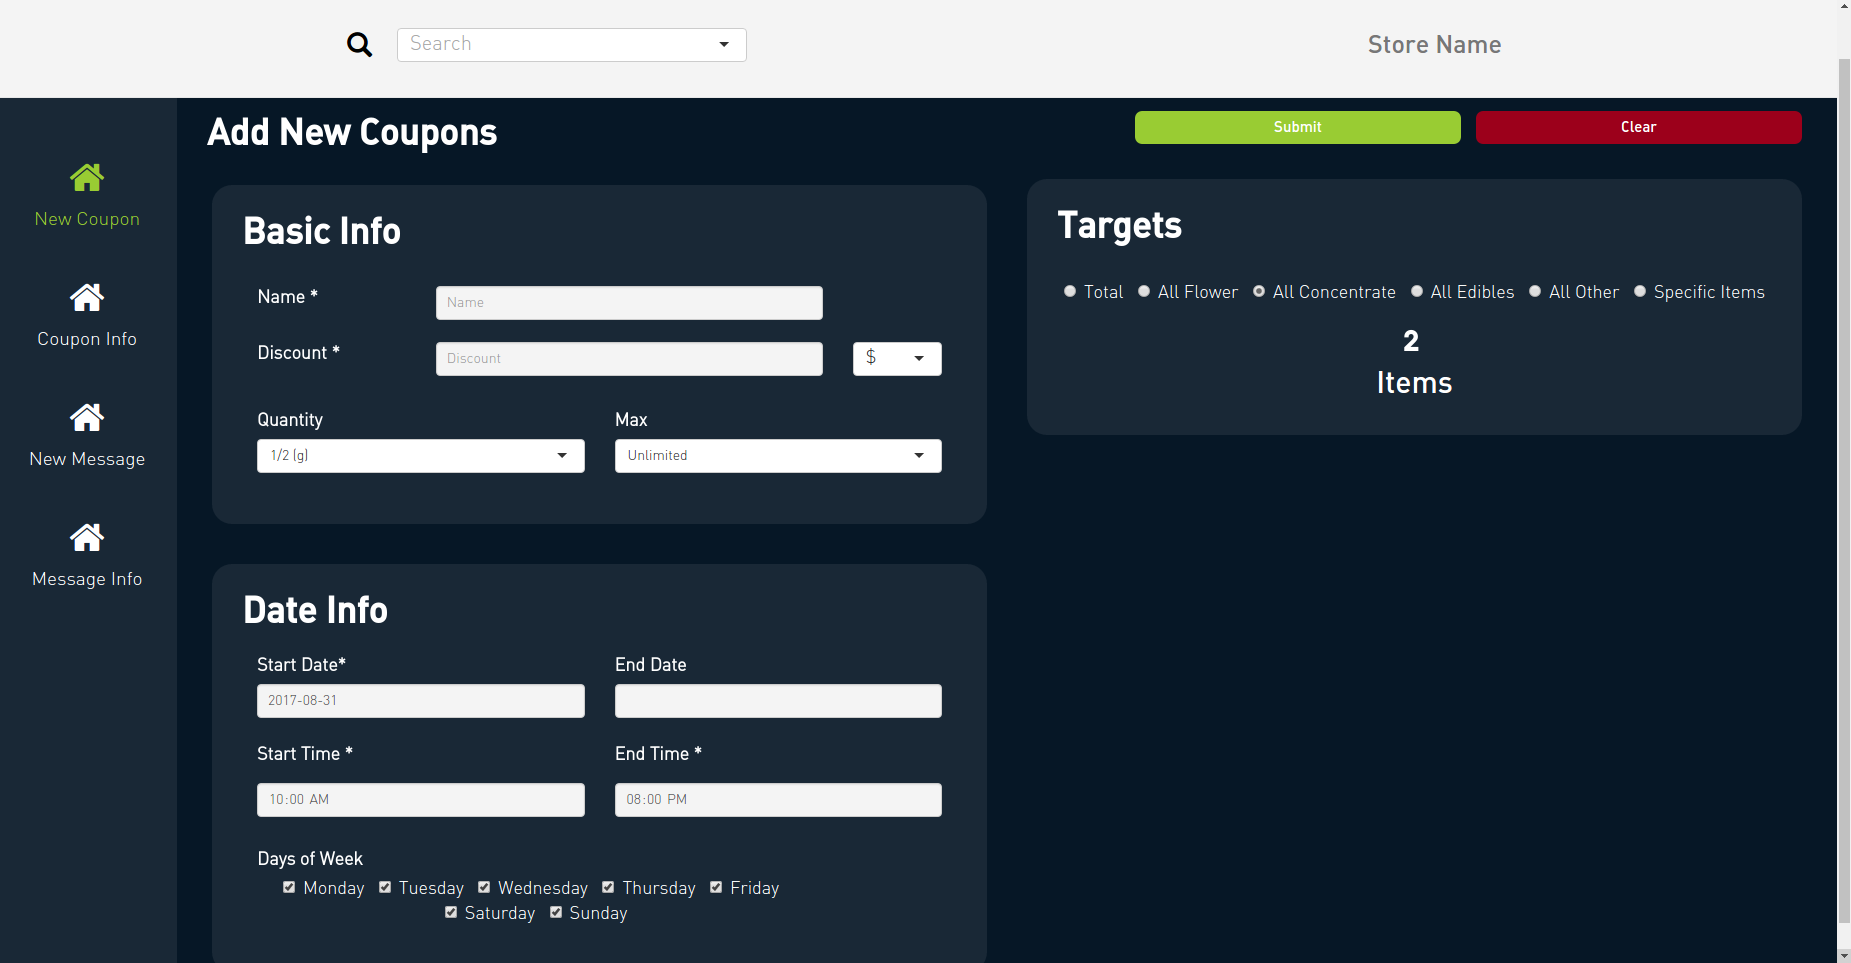 Search
Store Name
Add New Coupons
Submit
Clear
New Coupon
Coupon Info
New Message
Message Info
Basic Info
Name *
Name
Discount *
Discount
$
Quantity
Max
1/2 (g)
Unlimited
Date Info
Start Date*
End Date
2017-08-31
Start Time *
End Time *
10:00 AM
08:00 PM
Days of Week
Monday Tuesday Wednesday Thursday Friday
Saturday Sunday
Targets
Total All Flower All Concentrate All Edibles All Other Specific Items
2
Items